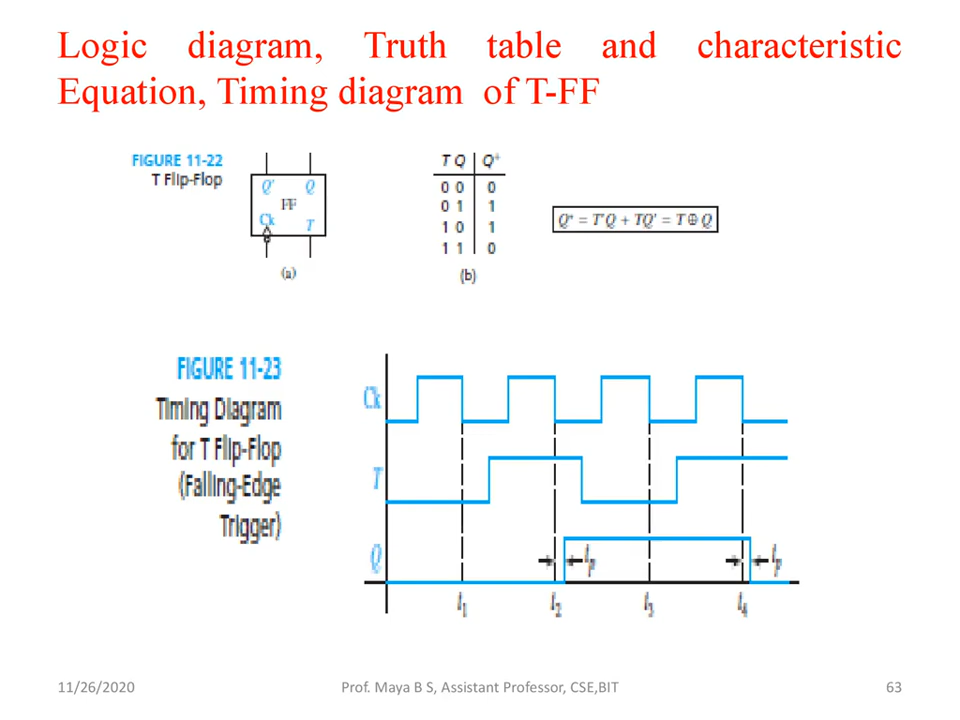 Logic diagram, Truth table and characteristic
Equation, Timing diagram of T-FF
FIGURE 11-22
T Flip-Flop
Q' Q
FF
Ck T
(a)
T Q Q⁺
0 0 0
0 1 1
1 0 1
1 1 0
(b)
Q⁺ = T'Q + TQ' = T ⊕ Q
FIGURE 11-23
Timing Diagram
for T Flip-Flop
(Falling-Edge
Trigger)
Ck
T
Q
tp tp
t1 t2 t3 t4
11/26/2020 Prof. Maya B S, Assistant Professor, CSE,BIT 63